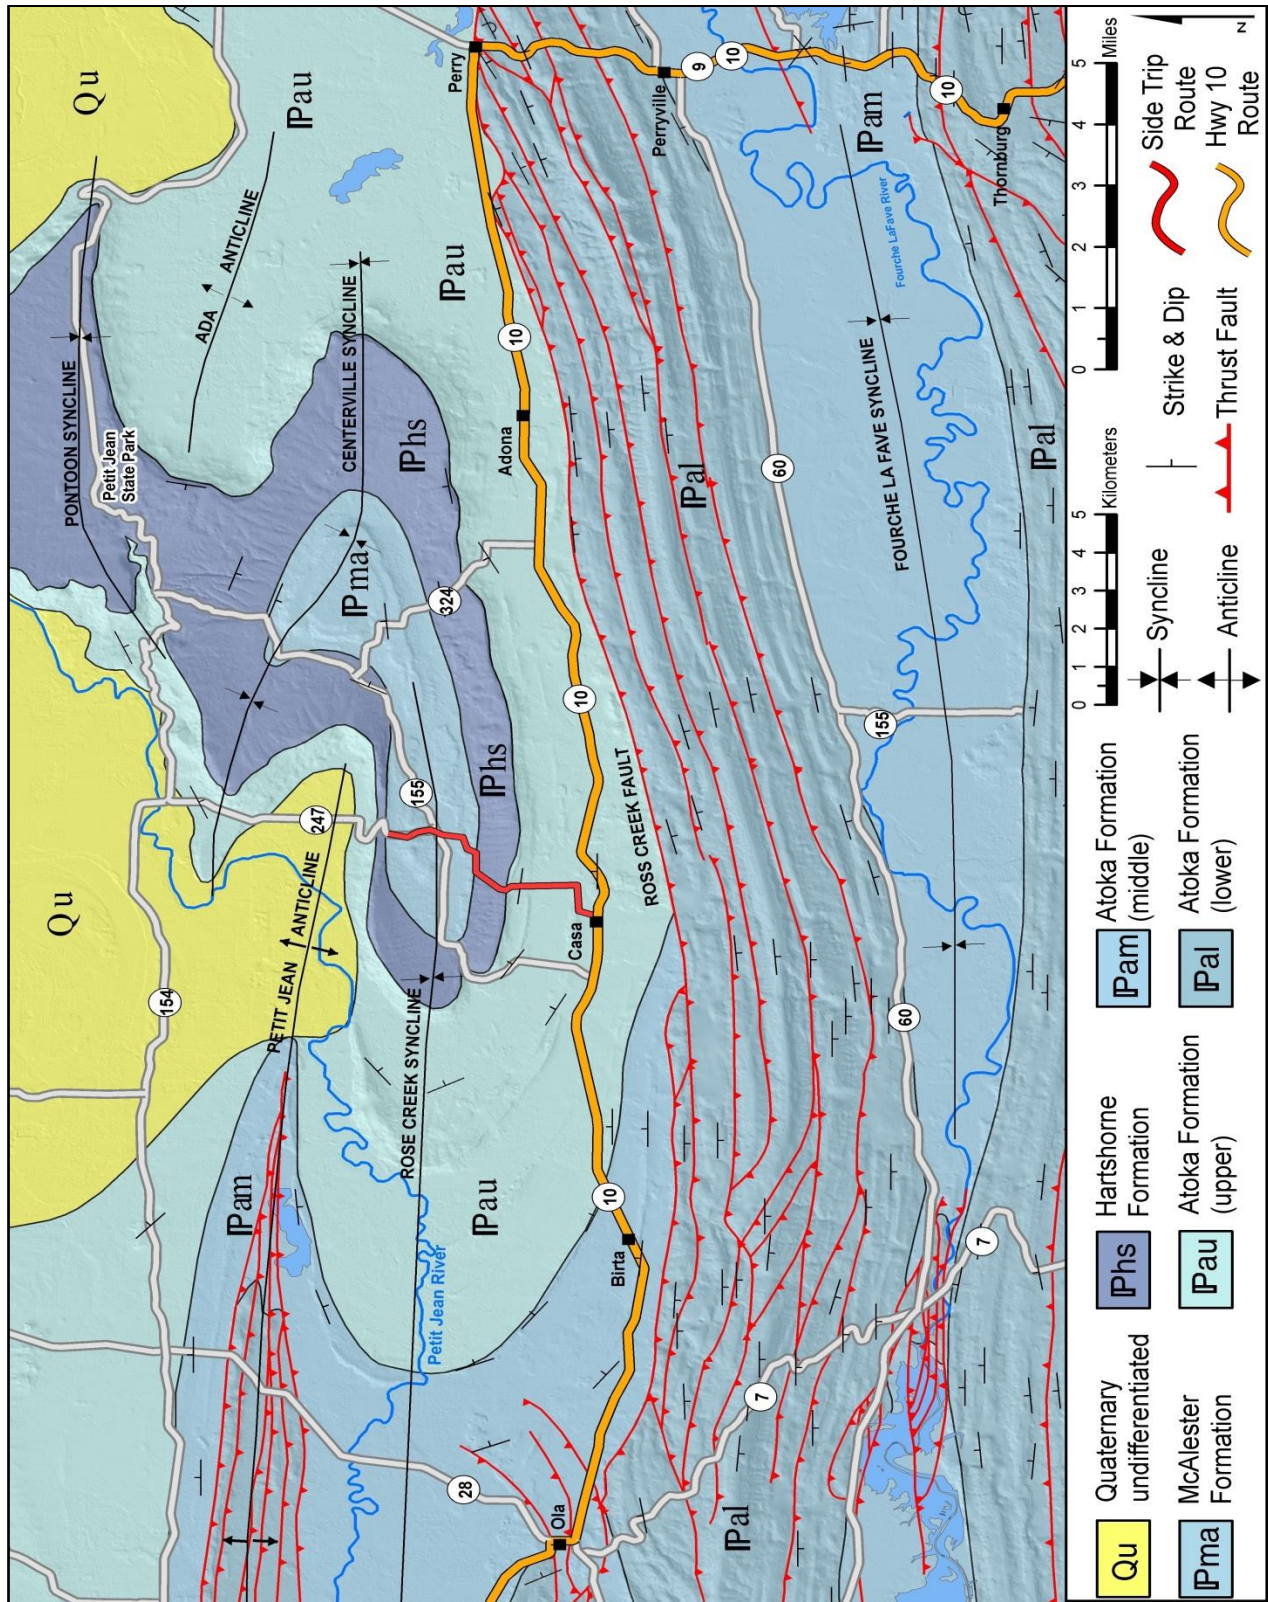 Qu
Qu
PONTOON SYNCLINE
Petit Jean
State Park
ADA ANTICLINE
ℙau
154
247
PETIT JEAN ANTICLINE
CENTERVILLE SYNCLINE
ℙam
ℙma
ℙhs
ℙau
Perry
28
Petit Jean River
ROSE CREEK SYNCLINE
155
324
ℙau
ℙhs
Ola
Birta
10
Casa
10
Adona
10
ROSS CREEK FAULT
Perryville
9
10
7
ℙal
ℙal
60
60
155
ℙam
Fourche LaFave River
FOURCHE LA FAVE SYNCLINE
7
10
Thornburg
ℙal
Qu
Quaternary
undifferentiated
ℙma
McAlester
Formation
ℙhs
Hartshorne
Formation
ℙau
Atoka Formation
(upper)
ℙam
Atoka Formation
(middle)
ℙal
Atoka Formation
(lower)
0 1 2 3 4 5
Kilometers
0 1 2 3 4 5
Miles
Syncline
Anticline
Strike & Dip
Thrust Fault
Side Trip
Route
Hwy 10
Route
N